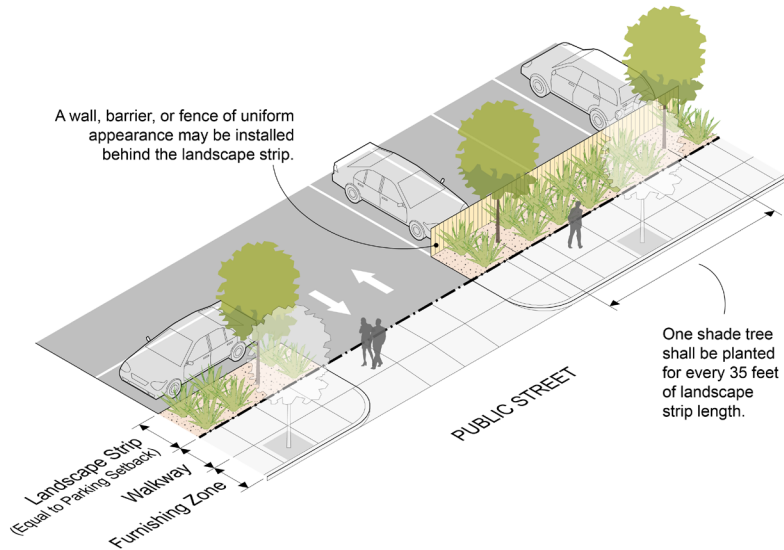 A wall, barrier, or fence of uniform
appearance may be installed
behind the landscape strip.
One shade tree
shall be planted
for every 35 feet
of landscape
strip length.
PUBLIC STREET
Landscape Strip
(Equal to Parking Setback)
Walkway
Furnishing Zone